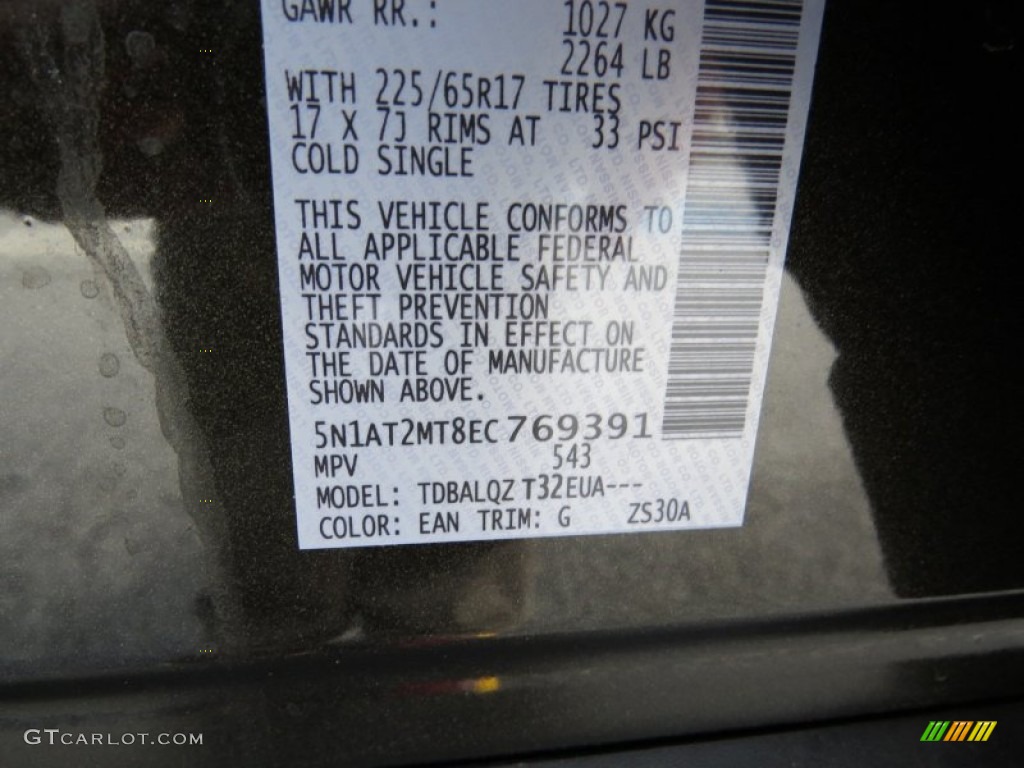 GAWR RR.: 1027 KG
2264 LB
WITH 225/65R17 TIRES
17 X 7J RIMS AT 33 PSI
COLD SINGLE
THIS VEHICLE CONFORMS TO
ALL APPLICABLE FEDERAL
MOTOR VEHICLE SAFETY AND
THEFT PREVENTION
STANDARDS IN EFFECT ON
THE DATE OF MANUFACTURE
SHOWN ABOVE.
5N1AT2MT8EC769391
MPV 543
MODEL: TDBALQZ T32EUA---
COLOR: EAN TRIM: G ZS30A
GTCARLOT.COM